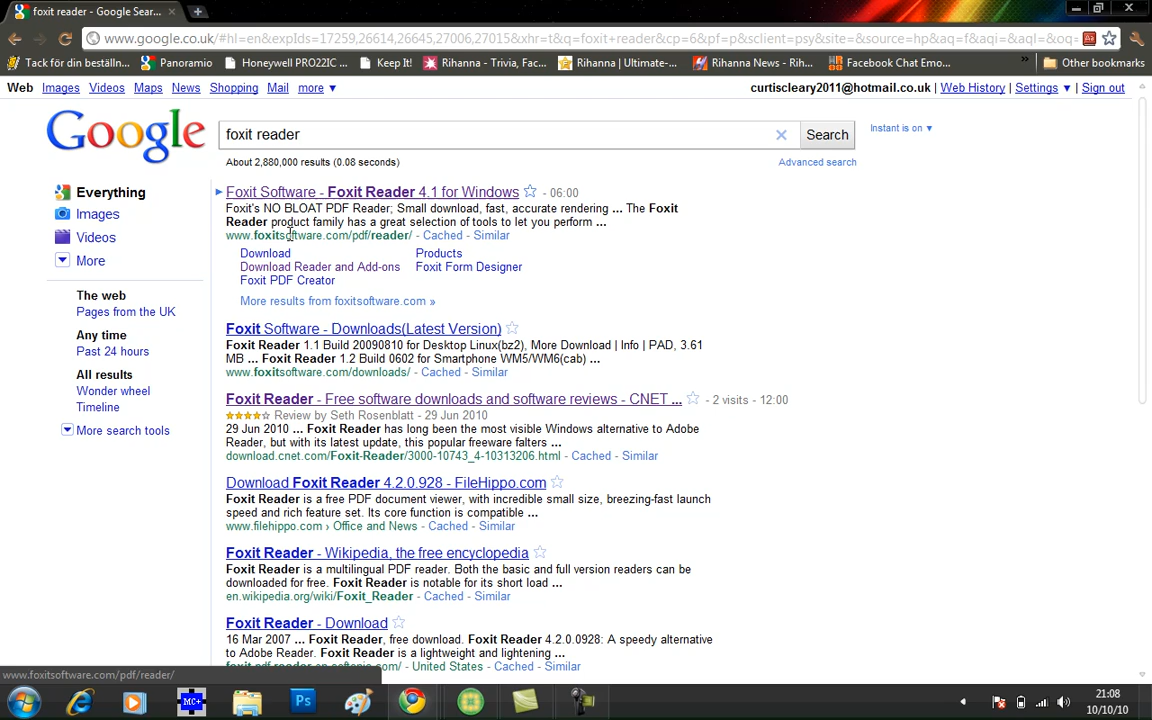 foxit reader - Google Sear...
www.google.co.uk/#hl=en&expIds=17259,26614,26645,27006,27015&xhr=t&q=foxit+reader&cp=6&pf=p&sclient=psy&site=&source=hp&aq=f&aqi=&aql=&oq=
Tack för din beställn... Panoramio Honeywell PRO22IC ... Keep It! Rihanna - Trivia, Fac... Rihanna | Ultimate-... Rihanna News - Rih... Facebook Chat Emo... » Other bookmarks
Web Images Videos Maps News Shopping Mail more ▼ curtiscleary2011@hotmail.co.uk | Web History | Settings ▼ | Sign out
Google
foxit reader
Search
Instant is on ▼
About 2,880,000 results (0.08 seconds)
Advanced search
Everything
Images
Videos
More
The web
Pages from the UK
Any time
Past 24 hours
All results
Wonder wheel
Timeline
More search tools
Foxit Software - Foxit Reader 4.1 for Windows - 06:00
Foxit's NO BLOAT PDF Reader; Small download, fast, accurate rendering ... The Foxit
Reader product family has a great selection of tools to let you perform ...
www.foxitsoftware.com/pdf/reader/ - Cached - Similar
Download Products
Download Reader and Add-ons Foxit Form Designer
Foxit PDF Creator
More results from foxitsoftware.com »
Foxit Software - Downloads(Latest Version)
Foxit Reader 1.1 Build 20090810 for Desktop Linux(bz2), More Download | Info | PAD, 3.61
MB ... Foxit Reader 1.2 Build 0602 for Smartphone WM5/WM6(cab) ...
www.foxitsoftware.com/downloads/ - Cached - Similar
Foxit Reader - Free software downloads and software reviews - CNET ... - 2 visits - 12:00
Review by Seth Rosenblatt - 29 Jun 2010
29 Jun 2010 ... Foxit Reader has long been the most visible Windows alternative to Adobe
Reader, but with its latest update, this popular freeware falters ...
download.cnet.com/Foxit-Reader/3000-10743_4-10313206.html - Cached - Similar
Download Foxit Reader 4.2.0.928 - FileHippo.com
Foxit Reader is a free PDF document viewer, with incredible small size, breezing-fast launch
speed and rich feature set. Its core function is compatible ...
www.filehippo.com › Office and News - Cached - Similar
Foxit Reader - Wikipedia, the free encyclopedia
Foxit Reader is a multilingual PDF reader. Both the basic and full version readers can be
downloaded for free. Foxit Reader is notable for its short load ...
en.wikipedia.org/wiki/Foxit_Reader - Cached - Similar
Foxit Reader - Download
16 Mar 2007 ... Foxit Reader, free download. Foxit Reader 4.2.0.0928: A speedy alternative
to Adobe Reader. Foxit Reader is a lightweight and lightening ...
foxit-pdf-reader.en.softonic.com/ - United States - Cached - Similar
www.foxitsoftware.com/pdf/reader/
MC+
Ps
21:08
10/10/10